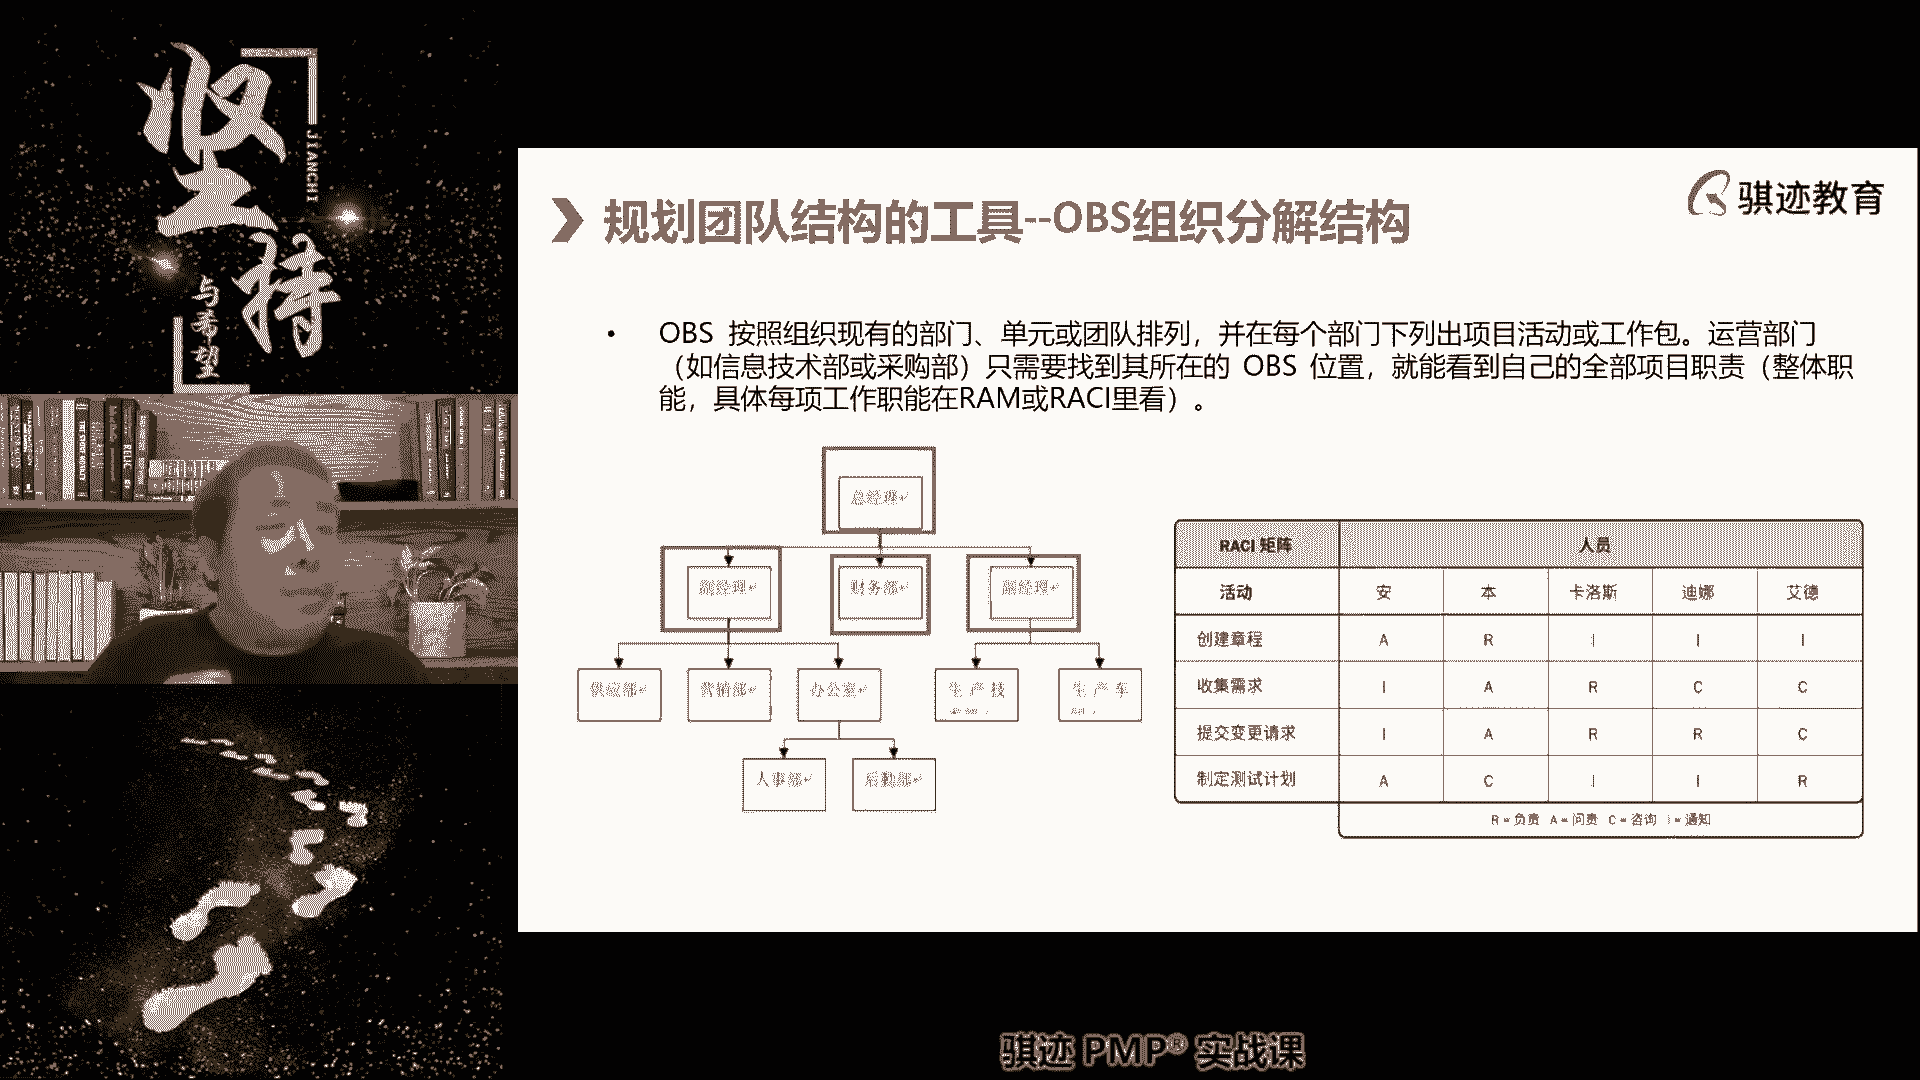 坚持
JIANCHI
与希望
骐迹教育
规划团队结构的工具--OBS组织分解结构
• OBS 按照组织现有的部门、单元或团队排列，并在每个部门下列出项目活动或工作包。运营部门
（如信息技术部或采购部）只需要找到其所在的 OBS 位置，就能看到自己的全部项目职责（整体职
能，具体每项工作职能在RAM或RACI里看）。
总经理
副经理 财务部 副经理
供应部 营销部 办公室 生产技 生产车
人事部 后勤部
RACI 矩阵 人员
活动 安 本 卡洛斯 迪娜 艾德
创建章程 A R I I I
收集需求 I A R C C
提交变更请求 I A R R C
制定测试计划 A C I I R
R = 负责 A = 问责 C = 咨询 I = 通知
骐迹 PMP® 实战课